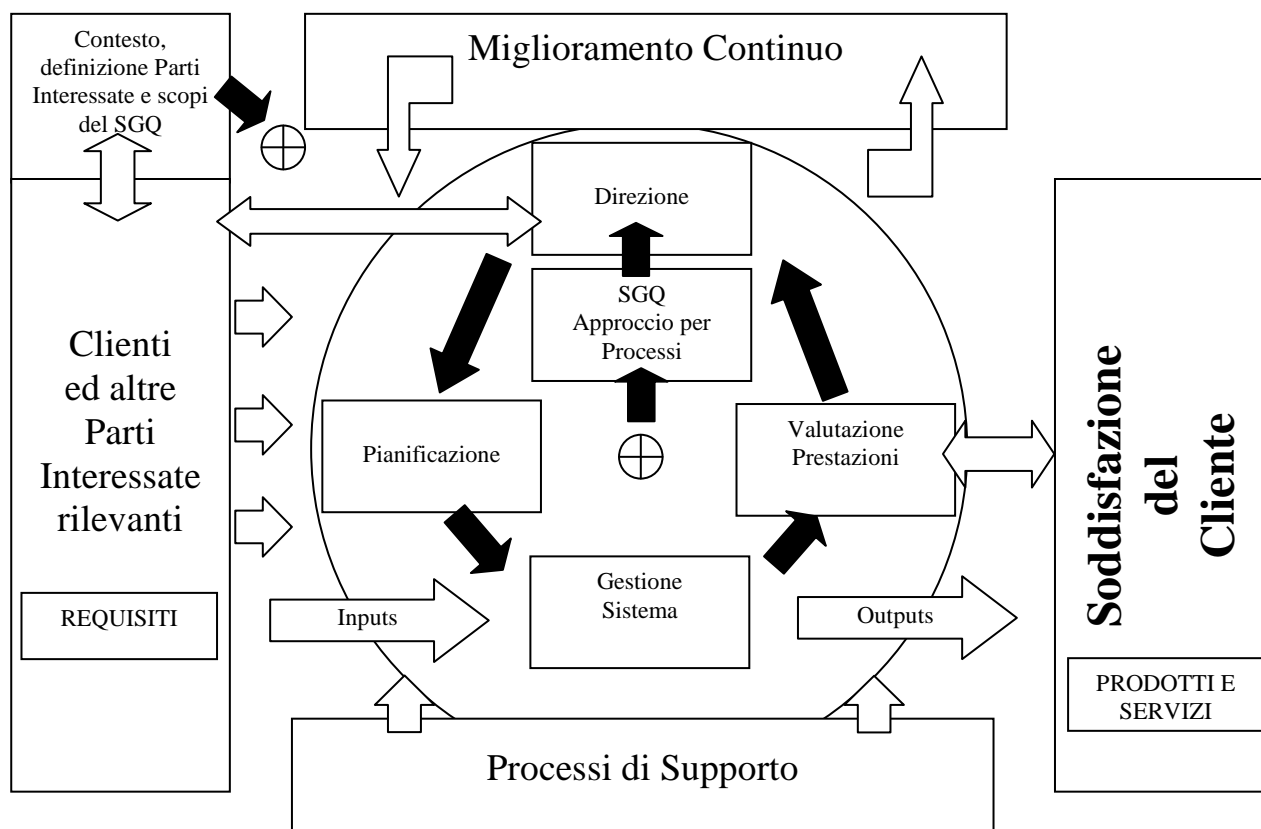 Contesto,
definizione Parti
Interessate e scopi
del SGQ
Miglioramento Continuo
Direzione
SGQ
Approccio per
Processi
Clienti
ed altre
Parti
Interessate
rilevanti
REQUISITI
Pianificazione
Valutazione
Prestazioni
Gestione
Sistema
Inputs
Outputs
Soddisfazione
del
Cliente
PRODOTTI E
SERVIZI
Processi di Supporto